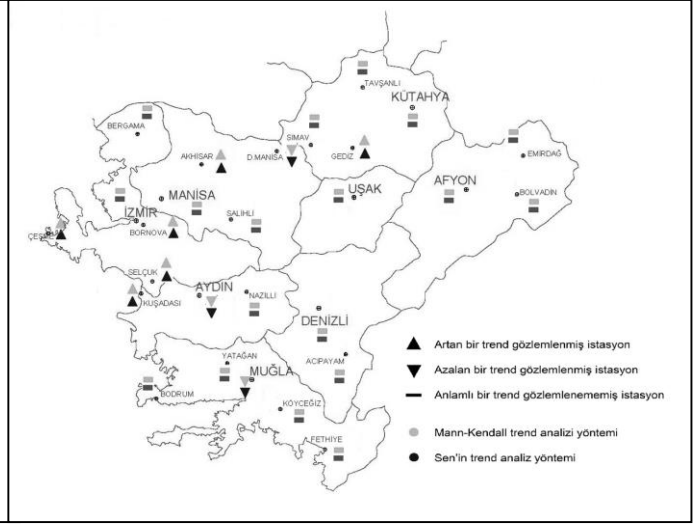 TAVŞANLI
KÜTAHYA
BERGAMA
SIMAV
GEDİZ
EMİRDAĞ
AKHİSAR
D.MANİSA
MANİSA
UŞAK
AFYON
BOLVADİN
SALİHLİ
İZMİR
BORNOVA
SELÇUK
AYDIN
KUŞADASI
NAZİLLİ
DENİZLİ
YATAĞAN
ACIPAYAM
MUĞLA
BODRUM
KÖYCEĞİZ
FETHİYE
Artan bir trend gözlemlenmiş istasyon
Azalan bir trend gözlemlenmiş istasyon
Anlamlı bir trend gözlemlenememiş istasyon
Mann-Kendall trend analizi yöntemi
Sen'in trend analiz yöntemi